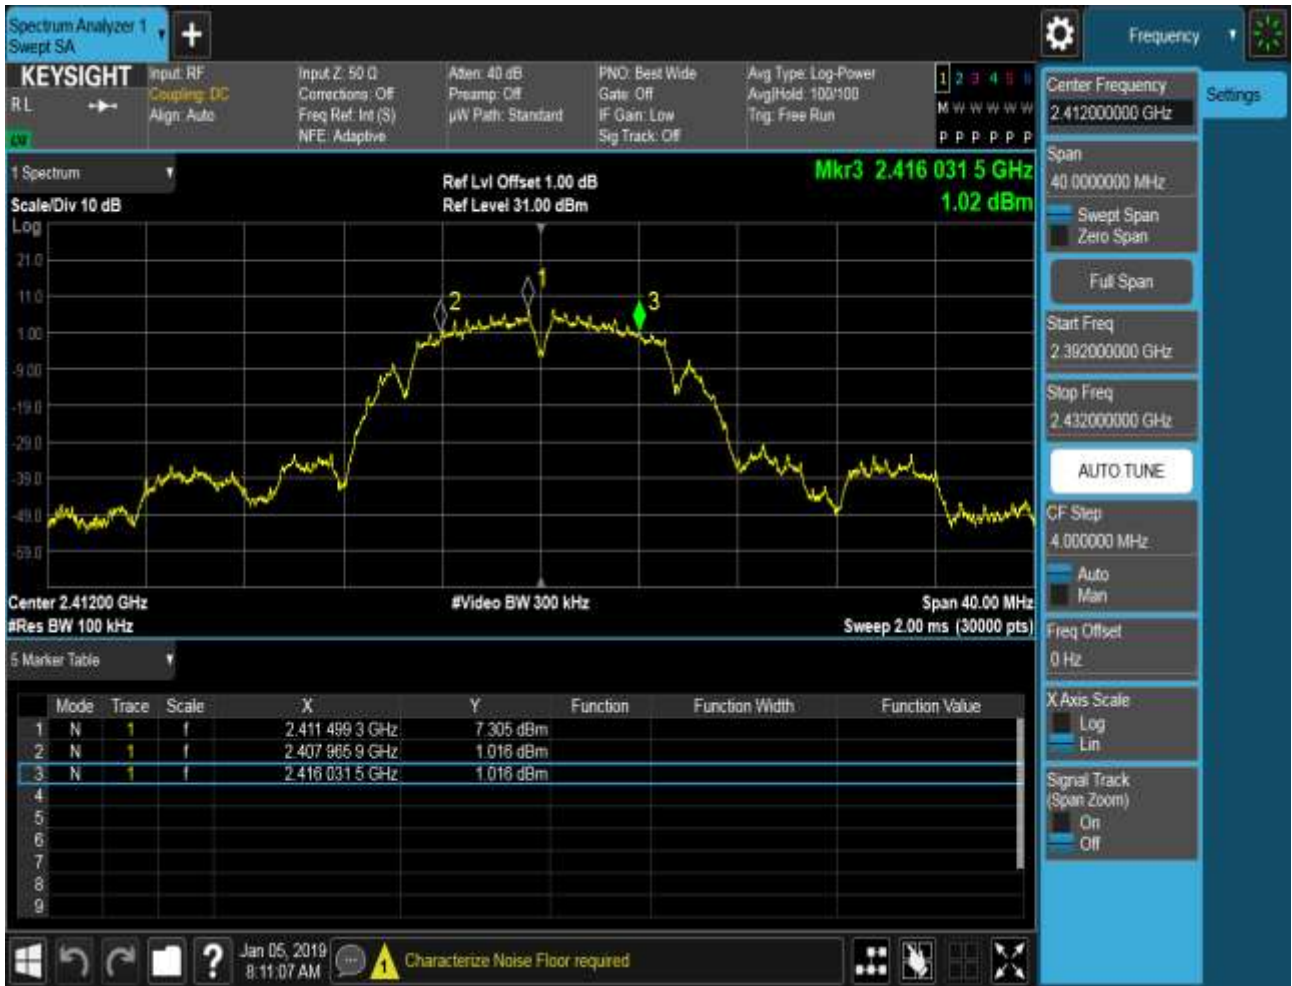 Spectrum Analyzer 1
Swept SA
+
Frequency
KEYSIGHT
RL
Input: RF
Coupling: DC
Align: Auto
Input Z: 50 Ω
Corrections: Off
Freq Ref: Int (S)
NFE: Adaptive
Atten: 40 dB
Preamp: Off
µW Path: Standard
PNO: Best Wide
Gate: Off
IF Gain: Low
Sig Track: Off
Avg Type: Log-Power
Avg|Hold: 100/100
Trig: Free Run
1 2 3 4 5 6
M W W W W W
P P P P P P
1 Spectrum
Scale/Div 10 dB
Ref Lvl Offset 1.00 dB
Ref Level 31.00 dBm
Mkr3 2.416 031 5 GHz
1.02 dBm
Log
21.0
11.0
1.00
-9.00
-19.0
-29.0
-39.0
-49.0
-59.0
2
1
3
Center 2.41200 GHz
#Res BW 100 kHz
#Video BW 300 kHz
Span 40.00 MHz
Sweep 2.00 ms (30000 pts)
5 Marker Table
Mode Trace Scale X Y Function Function Width Function Value
1 N 1 f 2.411 499 3 GHz 7.305 dBm
2 N 1 f 2.407 965 9 GHz 1.016 dBm
3 N 1 f 2.416 031 5 GHz 1.016 dBm
4
5
6
7
8
9
Center Frequency
2.412000000 GHz
Settings
Span
40.0000000 MHz
Swept Span
Zero Span
Full Span
Start Freq
2.392000000 GHz
Stop Freq
2.432000000 GHz
AUTO TUNE
CF Step
4.000000 MHz
Auto
Man
Freq Offset
0 Hz
X Axis Scale
Log
Lin
Signal Track
(Span Zoom)
On
Off
?
Jan 05, 2019
8:11:07 AM
1
Characterize Noise Floor required